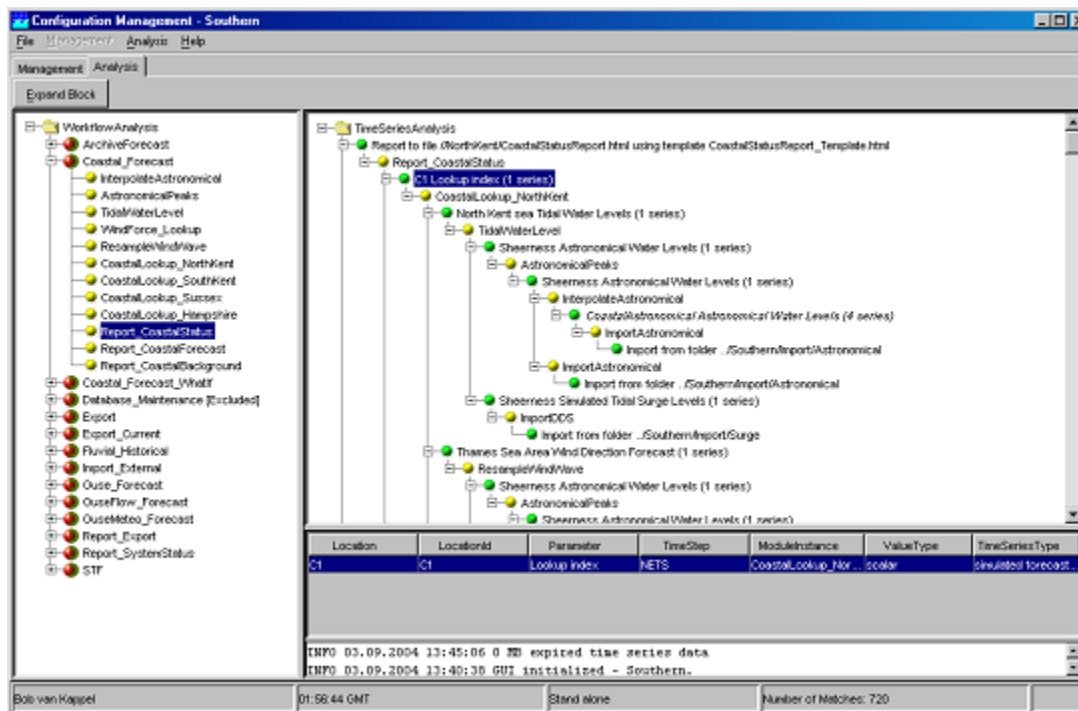 Configuration Management - Southern
File Management Analysis Help
Management Analysis
Expand Block
WorkflowAnalysis
ArchiveForecast
Coastal_Forecast
InterpolateAstronomical
AstronomicalPeaks
TidalWaterLevel
WindForce_Lookup
ResampleWindWave
CoastalLookup_NorthKent
CoastalLookup_SouthKent
CoastalLookup_Sussex
CoastalLookup_Hampshire
Report_CoastalStatus
Report_CoastalForecast
Report_CoastalBackground
Coastal_Forecast_WhatIf
Database_Maintenance [Excluded]
Export
Export_Current
Fluvial_Historical
Import_External
Ouse_Forecast
OuseFlow_Forecast
OuseMeteo_Forecast
Report_Export
Report_SystemStatus
STF
TimeSeriesAnalysis
Report to file /NorthKent/CoastalStatusReport.html using template CoastalStatusReport_Template.html
Report_CoastalStatus
C1 Lookup index (1 series)
CoastalLookup_NorthKent
North Kent sea Tidal Water Levels (1 series)
TidalWaterLevel
Sheerness Astronomical Water Levels (1 series)
AstronomicalPeaks
Sheerness Astronomical Water Levels (1 series)
InterpolateAstronomical
CoastalAstronomical Astronomical Water Levels (4 series)
ImportAstronomical
Import from folder ../Southern/Import/Astronomical
ImportAstronomical
Import from folder ../Southern/Import/Astronomical
Sheerness Simulated Tidal Surge Levels (1 series)
ImportDDS
Import from folder ../Southern/Import/Surge
Thames Sea Area Wind Direction Forecast (1 series)
ResampleWindWave
Sheerness Astronomical Water Levels (1 series)
AstronomicalPeaks
Sheerness Astronomical Water Levels (1 series)
Location LocationId Parameter TimeStep ModuleInstance ValueType TimeSeriesType
C1 C1 Lookup index NETS CoastalLookup_Nor... scalar simulated forecast...
INFO 03.09.2004 13:45:06 0 MB expired time series data
INFO 03.09.2004 13:40:38 GUI initialized - Southern.
Bob van Kappel 01:56:44 GMT Stand alone Number of Matches: 720